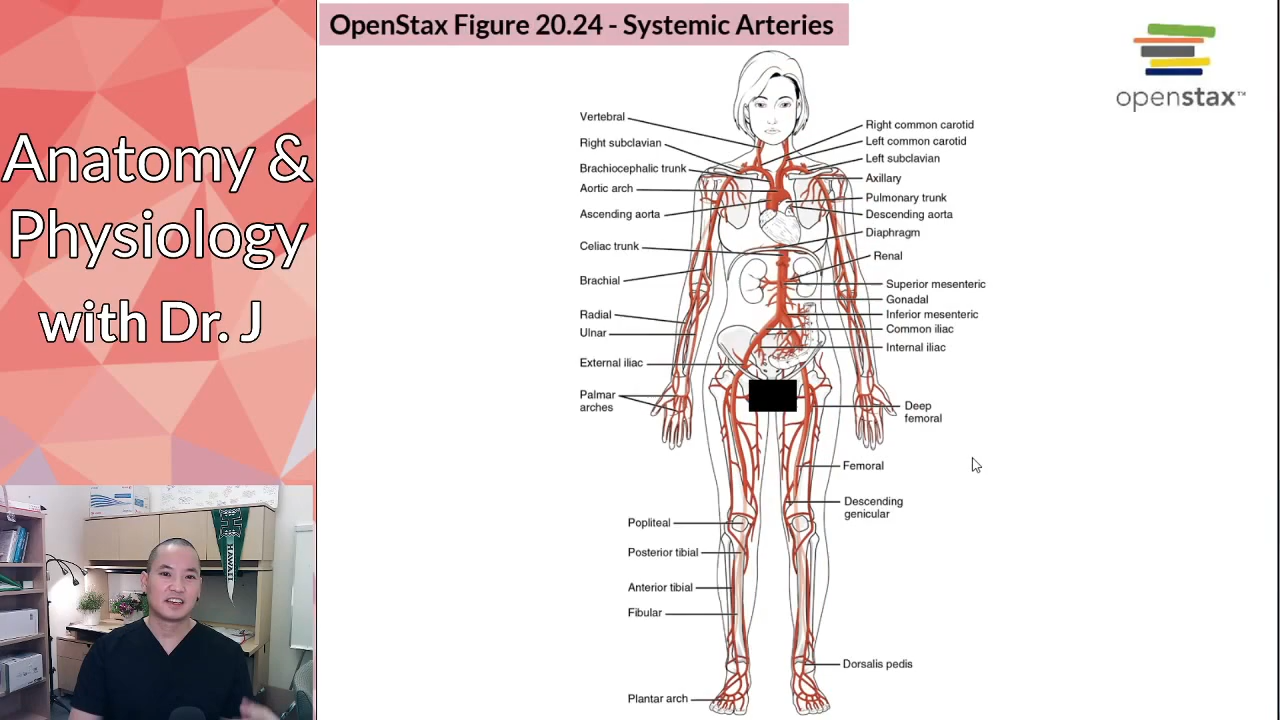 OpenStax Figure 20.24 - Systemic Arteries
openstax™
Anatomy &
Physiology
with Dr. J
HAWAII
Vertebral
Right subclavian
Brachiocephalic trunk
Aortic arch
Ascending aorta
Celiac trunk
Brachial
Radial
Ulnar
External iliac
Palmar
arches
Right common carotid
Left common carotid
Left subclavian
Axillary
Pulmonary trunk
Descending aorta
Diaphragm
Renal
Superior mesenteric
Gonadal
Inferior mesenteric
Common iliac
Internal iliac
Deep
femoral
Femoral
Descending
genicular
Popliteal
Posterior tibial
Anterior tibial
Fibular
Dorsalis pedis
Plantar arch